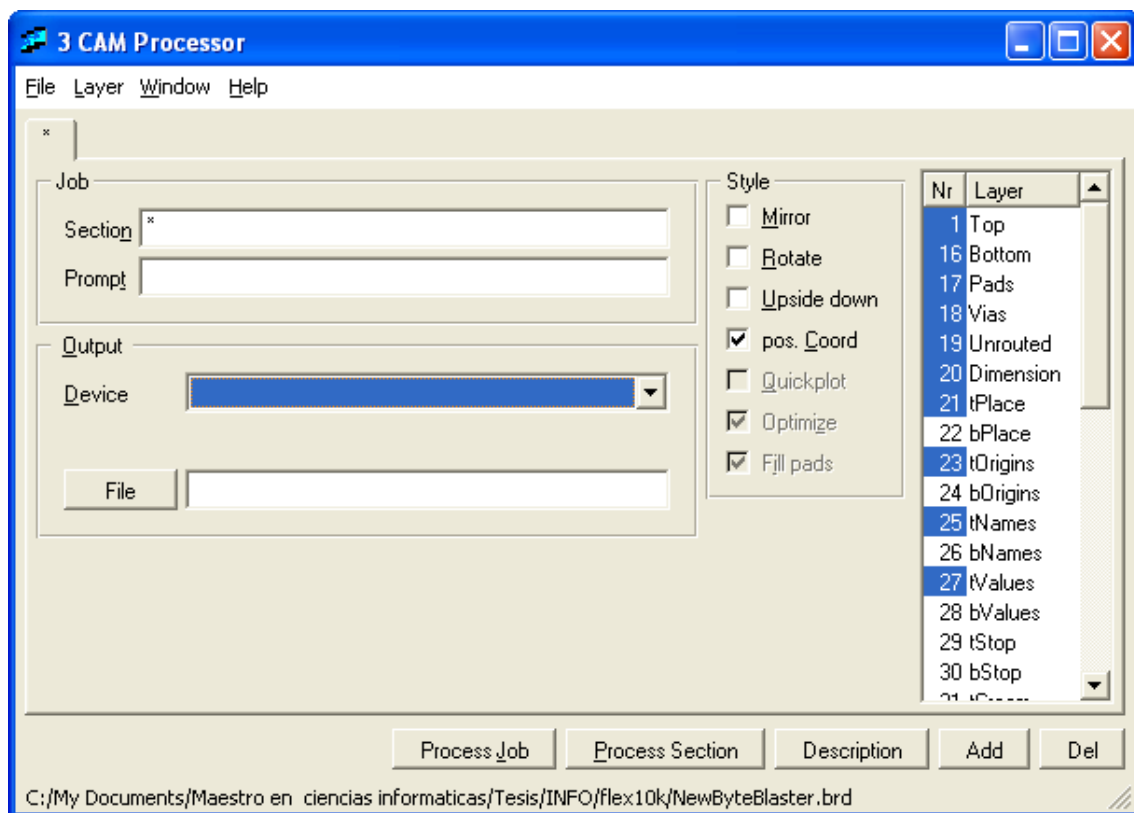 3 CAM Processor
File Layer Window Help
*
Job
Section *
Prompt
Output
Device
File
Style
Mirror
Rotate
Upside down
pos. Coord
Quickplot
Optimize
Fill pads
Nr Layer
1 Top
16 Bottom
17 Pads
18 Vias
19 Unrouted
20 Dimension
21 tPlace
22 bPlace
23 tOrigins
24 bOrigins
25 tNames
26 bNames
27 tValues
28 bValues
29 tStop
30 bStop
Process Job Process Section Description Add Del
C:/My Documents/Maestro en ciencias informaticas/Tesis/INFO/flex10k/NewByteBlaster.brd